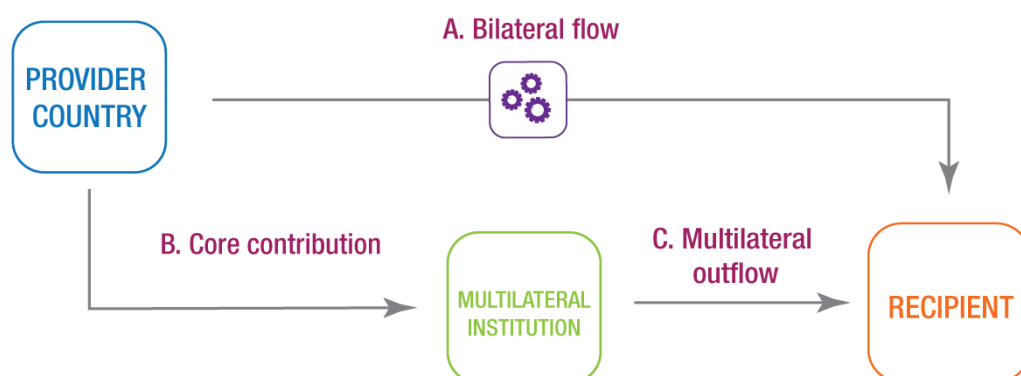 A. Bilateral flow
PROVIDER
COUNTRY
B. Core contribution
C. Multilateral
outflow
MULTILATERAL
INSTITUTION
RECIPIENT